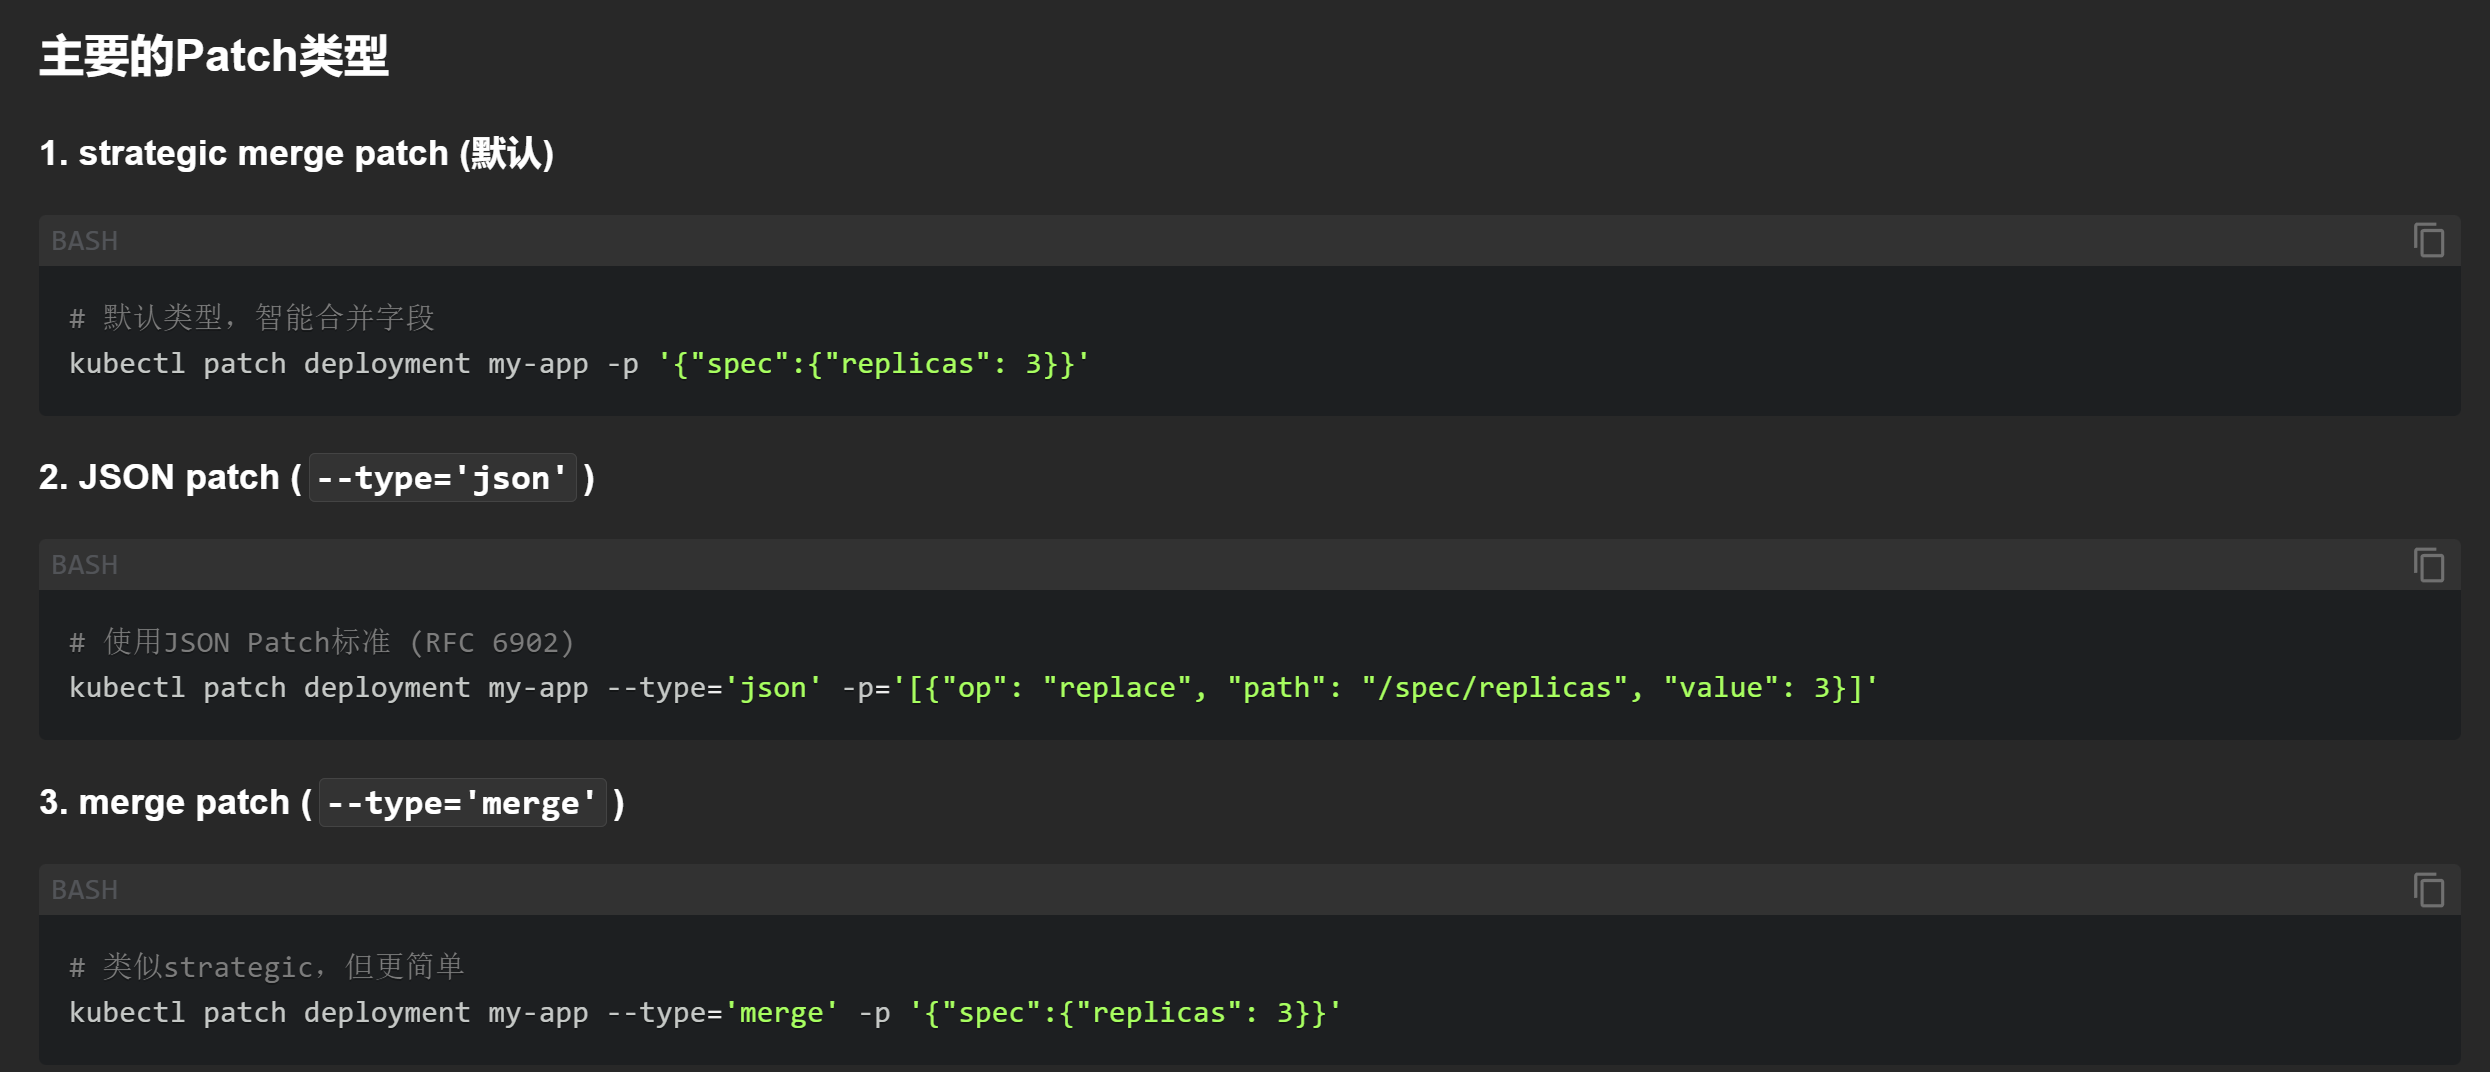 主要的Patch类型
1. strategic merge patch (默认)
BASH
# 默认类型，智能合并字段
kubectl patch deployment my-app -p '{"spec":{"replicas": 3}}'
2. JSON patch ( --type='json' )
BASH
# 使用JSON Patch标准 (RFC 6902)
kubectl patch deployment my-app --type='json' -p='[{"op": "replace", "path": "/spec/replicas", "value": 3}]'
3. merge patch ( --type='merge' )
BASH
# 类似strategic，但更简单
kubectl patch deployment my-app --type='merge' -p '{"spec":{"replicas": 3}}'